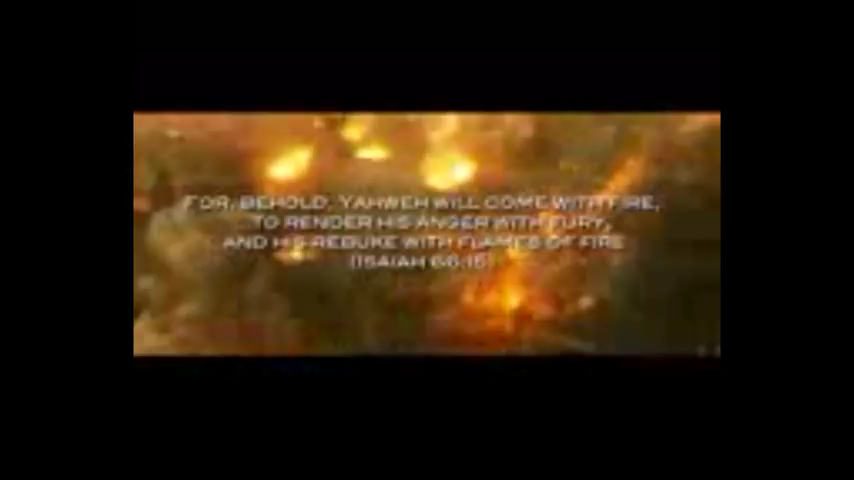 FOR, BEHOLD, YAHWEH WILL COME WITH FIRE,
TO RENDER HIS ANGER WITH FURY,
AND HIS REBUKE WITH FLAMES OF FIRE
(ISAIAH 66:15)